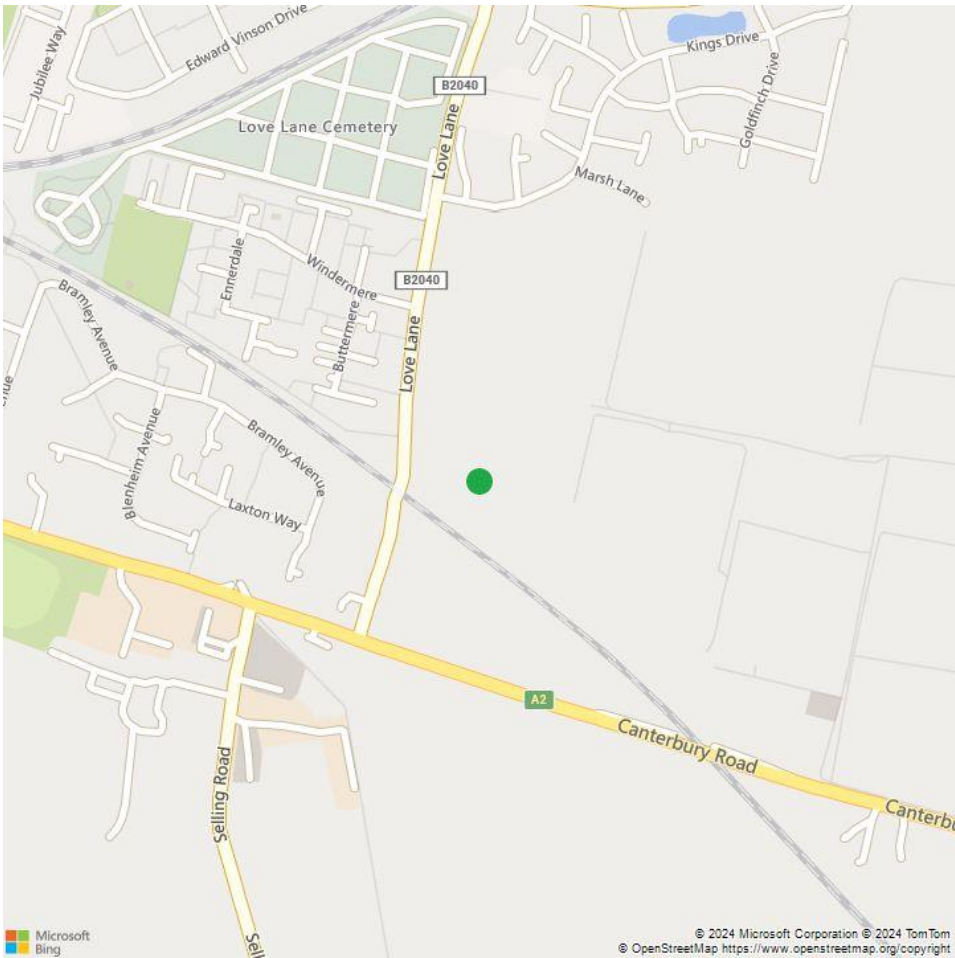 Jubilee Way
Edward Vinson Drive
Kings Drive
B2040
Goldfinch Drive
Love Lane Cemetery
Love Lane
Marsh Lane
Ennerdale
Windermere
B2040
Bramley Avenue
Buttermere
Love Lane
enue
Blenheim Avenue
Bramley Avenue
Laxton Way
A2
Canterbury Road
Selling Road
Canterbu
Sell
Microsoft
Bing
© 2024 Microsoft Corporation © 2024 TomTom
© OpenStreetMap https://www.openstreetmap.org/copyright